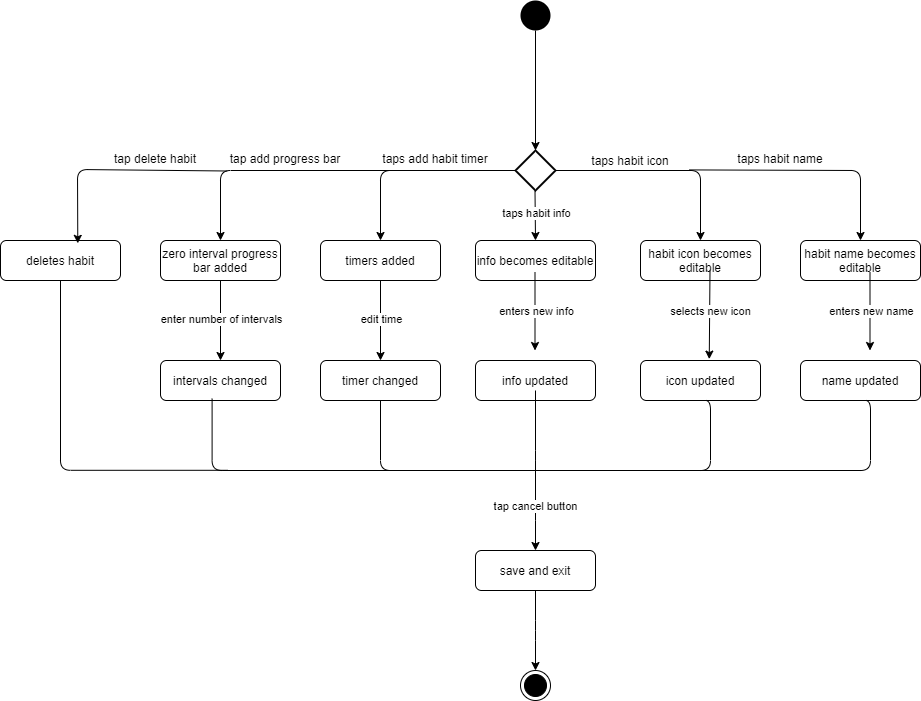 tap delete habit
tap add progress bar
taps add habit timer
taps habit icon
taps habit name
taps habit info
deletes habit
zero interval progress
bar added
timers added
info becomes editable
habit icon becomes
editable
habit name becomes
editable
enter number of intervals
edit time
enters new info
selects new icon
enters new name
intervals changed
timer changed
info updated
icon updated
name updated
tap cancel button
save and exit